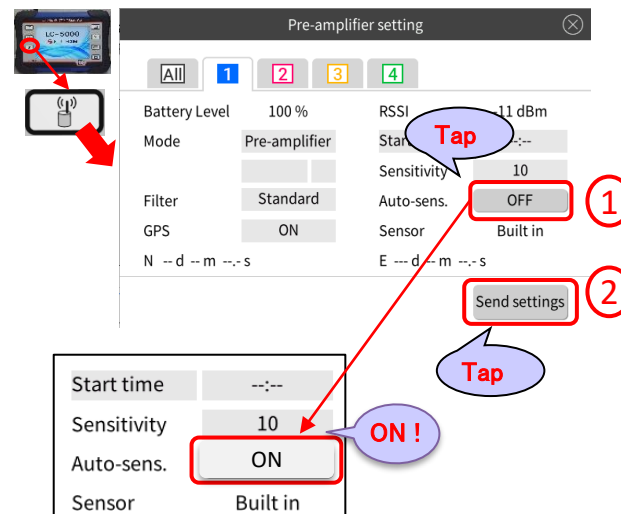 LC-5000
Pre-amplifier setting
All 1 2 3 4
Battery Level 100 % RSSI -11 dBm
Tap
Mode Pre-amplifier Star --:--
Sensitivity 10
Filter Standard Auto-sens. OFF 1
GPS ON Sensor Built in
N -- d -- m --.- s E --- d -- m --.- s
Send settings 2
Tap
Start time --:--
Sensitivity 10
ON !
Auto-sens. ON
Sensor Built in